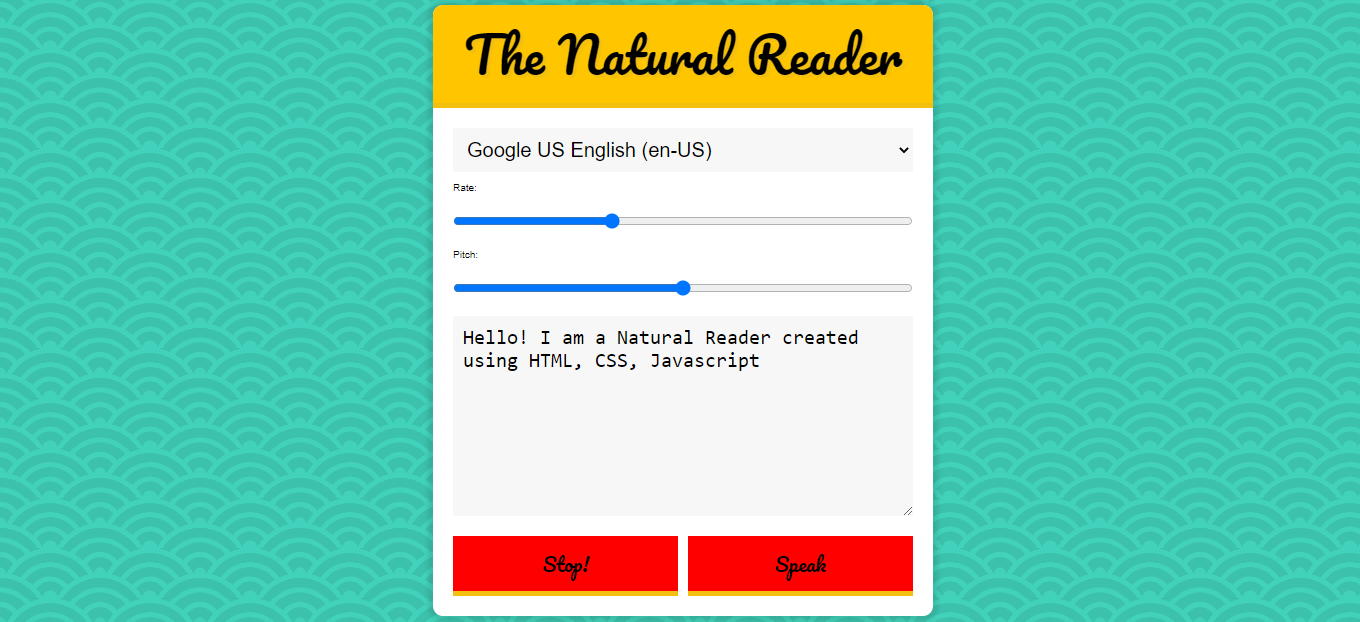 The Natural Reader
Google US English (en-US)
Rate:
Pitch:
Hello! I am a Natural Reader created
using HTML, CSS, Javascript
Stop!
Speak